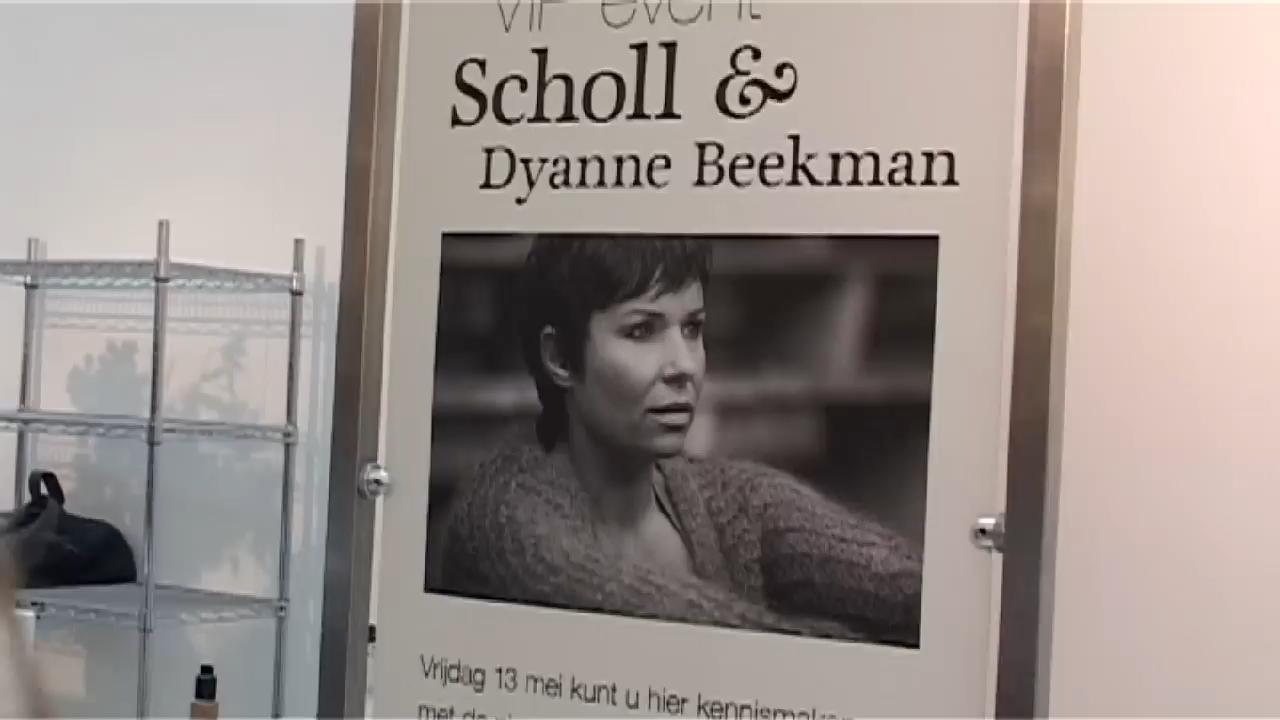 VIP event
Scholl &
Dyanne Beekman
Vrijdag 13 mei kunt u hier kennismaken
met de